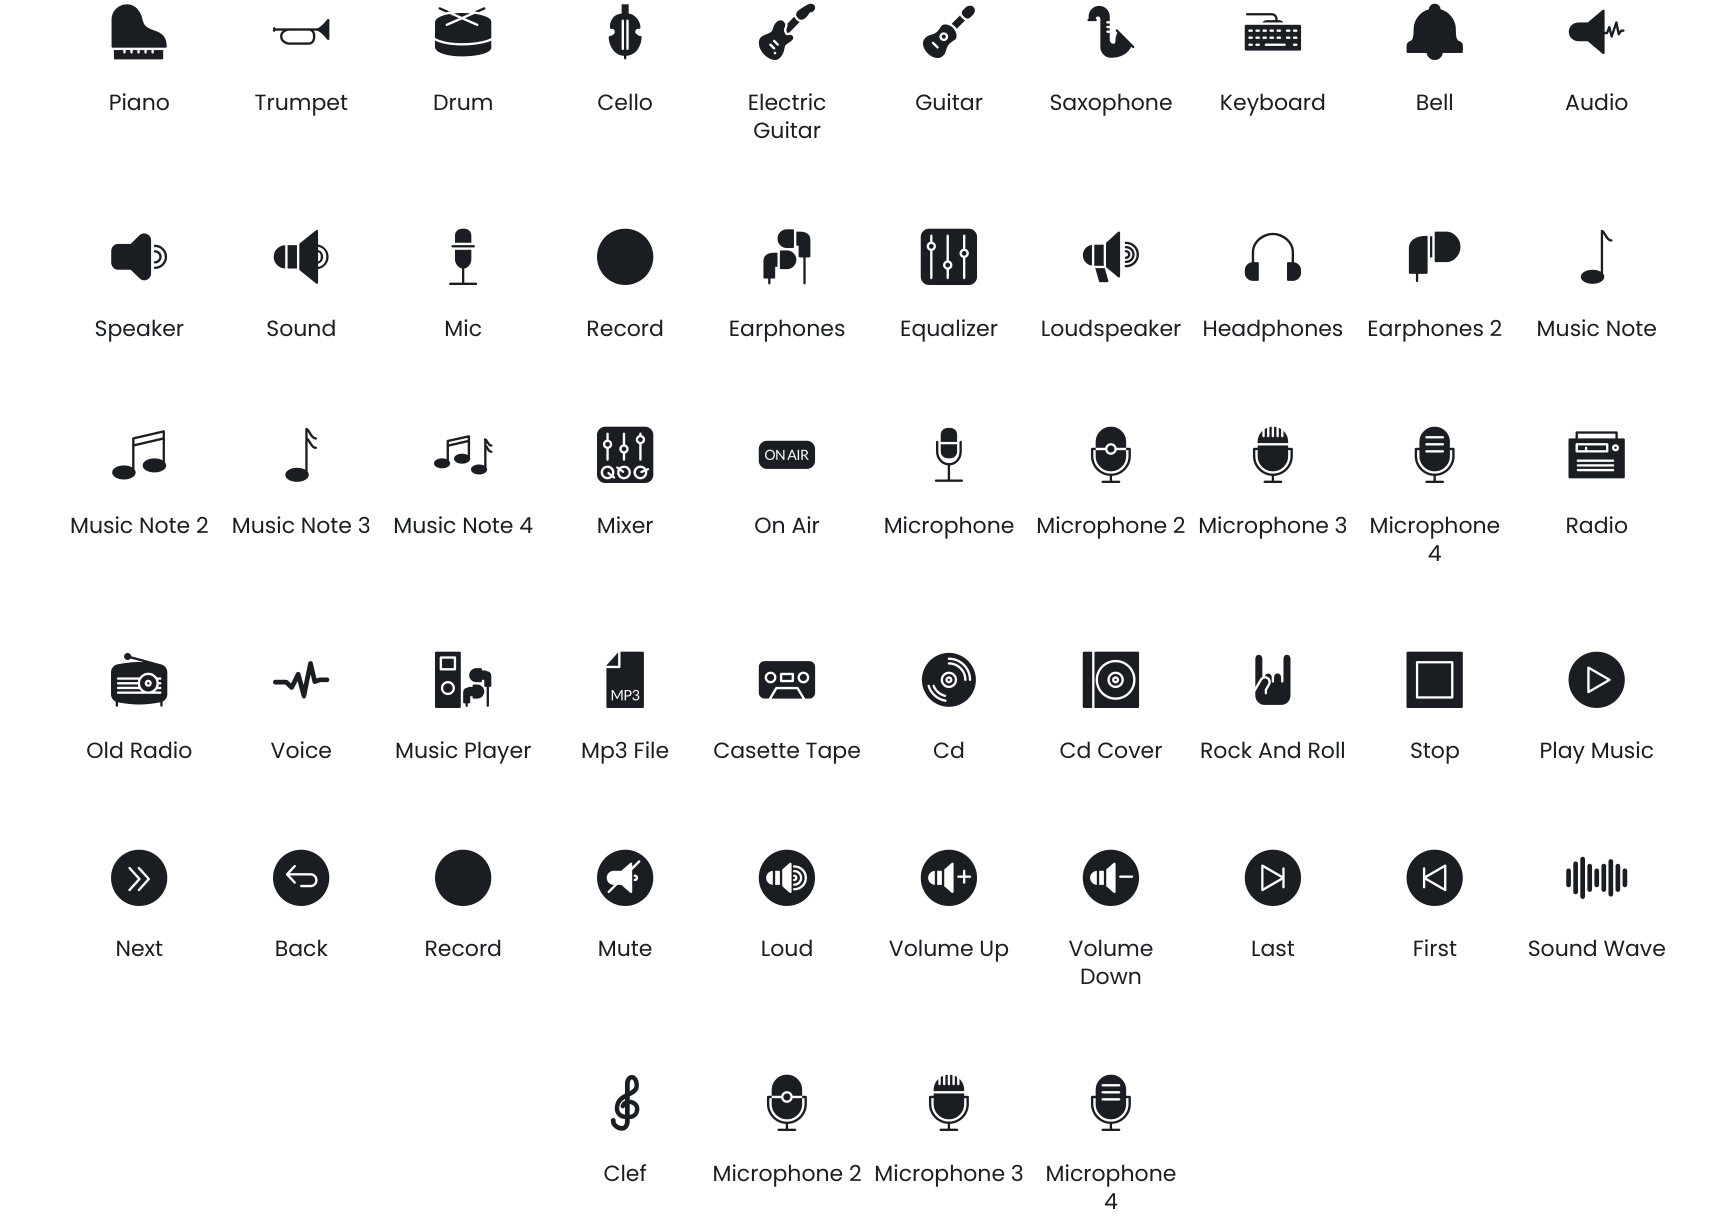 Piano Trumpet Drum Cello Electric Guitar Saxophone Keyboard Bell Audio
Guitar
Speaker Sound Mic Record Earphones Equalizer Loudspeaker Headphones Earphones 2 Music Note
ON AIR
Music Note 2 Music Note 3 Music Note 4 Mixer On Air Microphone Microphone 2 Microphone 3 Microphone Radio
4
MP3
Old Radio Voice Music Player Mp3 File Casette Tape Cd Cd Cover Rock And Roll Stop Play Music
Next Back Record Mute Loud Volume Up Volume Last First Sound Wave
Down
Clef Microphone 2 Microphone 3 Microphone
4